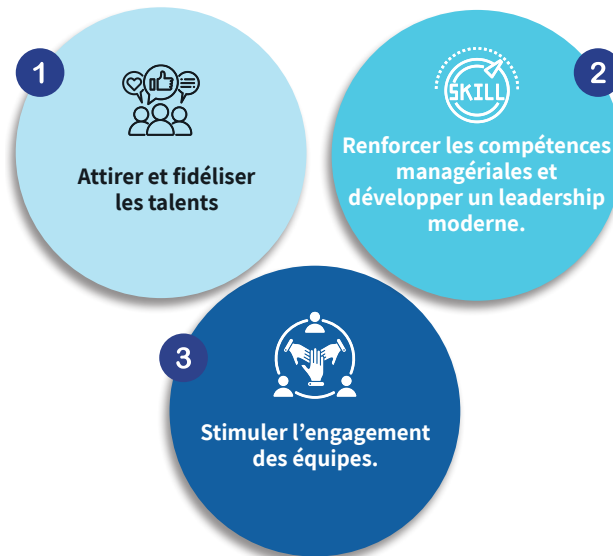 1
Attirer et fidéliser
les talents
2
SKILL
Renforcer les compétences
managériales et
développer un leadership
moderne.
3
Stimuler l’engagement
des équipes.